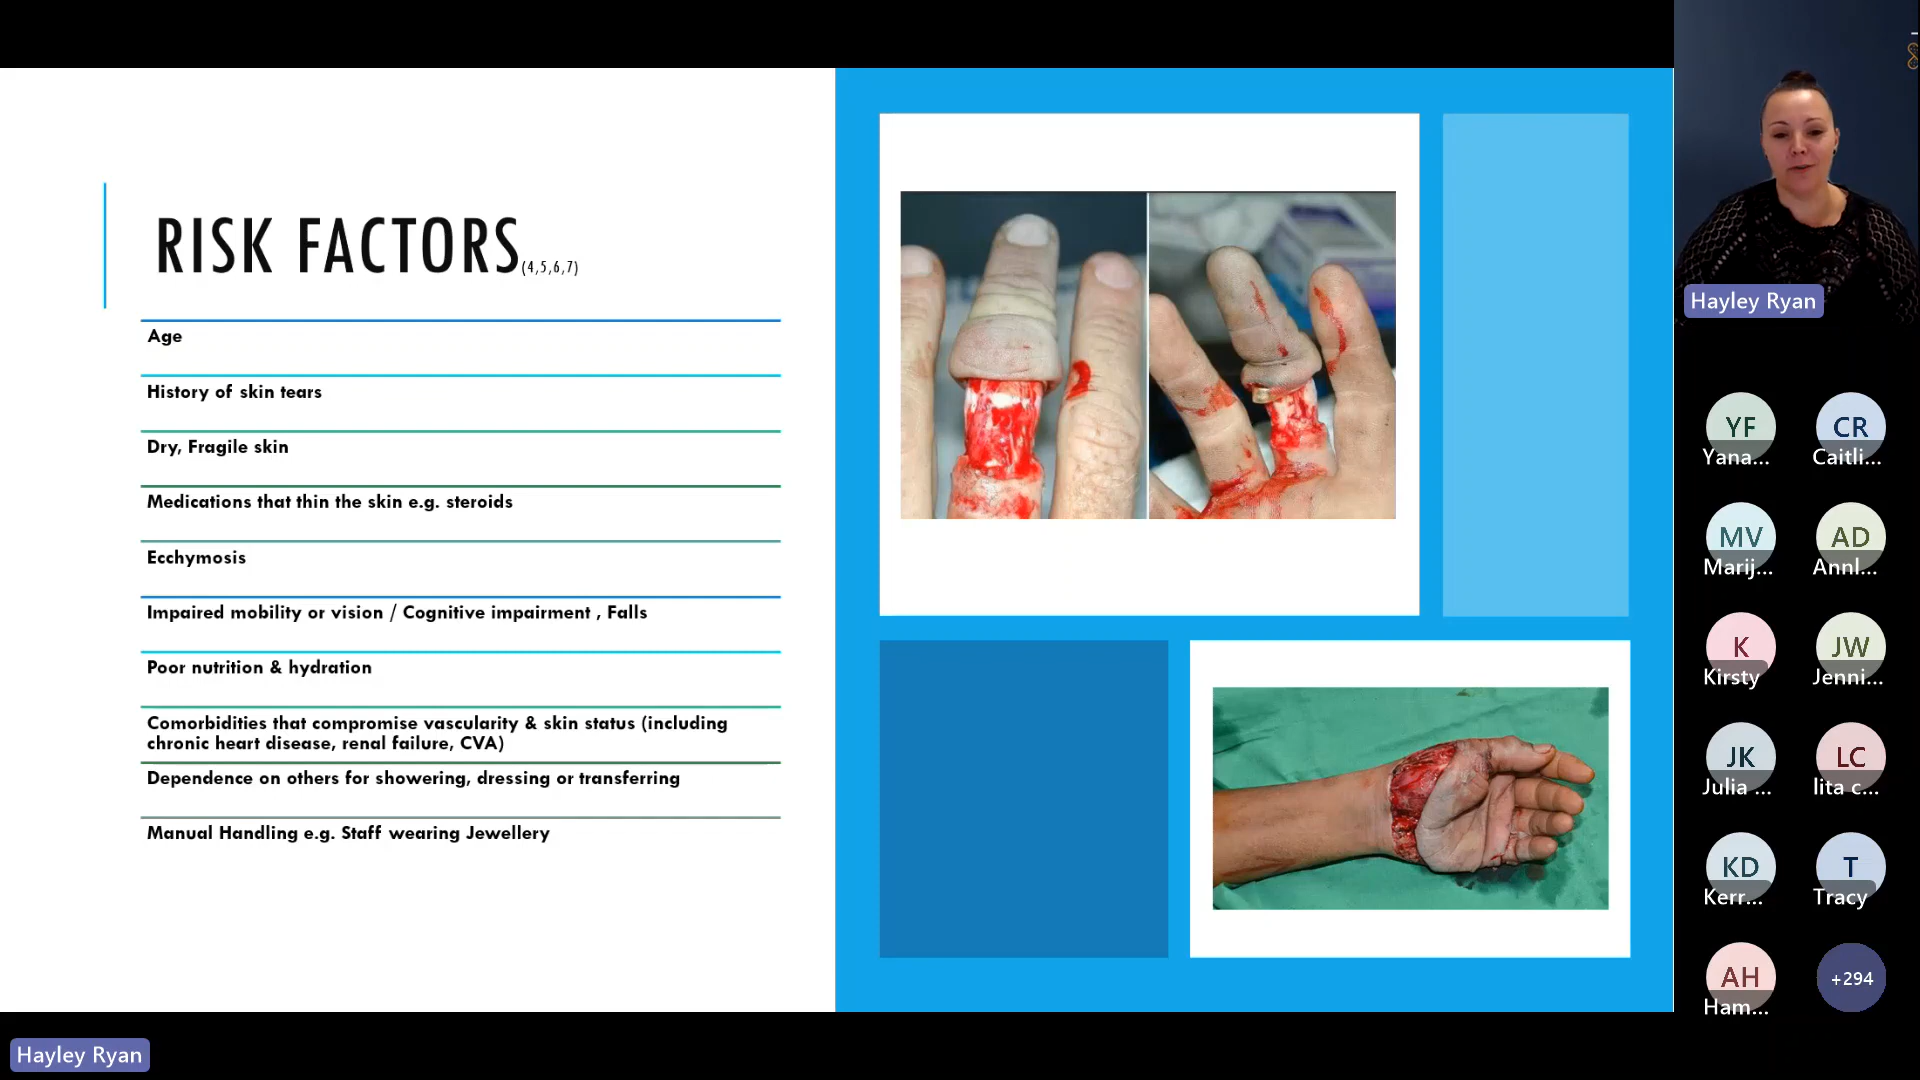 RISK FACTORS(4,5,6,7)
Age
History of skin tears
Dry, Fragile skin
Medications that thin the skin e.g. steroids
Ecchymosis
Impaired mobility or vision / Cognitive impairment , Falls
Poor nutrition & hydration
Comorbidities that compromise vascularity & skin status (including
chronic heart disease, renal failure, CVA)
Dependence on others for showering, dressing or transferring
Manual Handling e.g. Staff wearing Jewellery
Hayley Ryan
YF
Yana...
CR
Caitli...
MV
Marij...
AD
Annl...
K
Kirsty
JW
Jenni...
JK
Julia ...
LC
lita c...
KD
Kerr...
T
Tracy
AH
Ham...
+294
Hayley Ryan